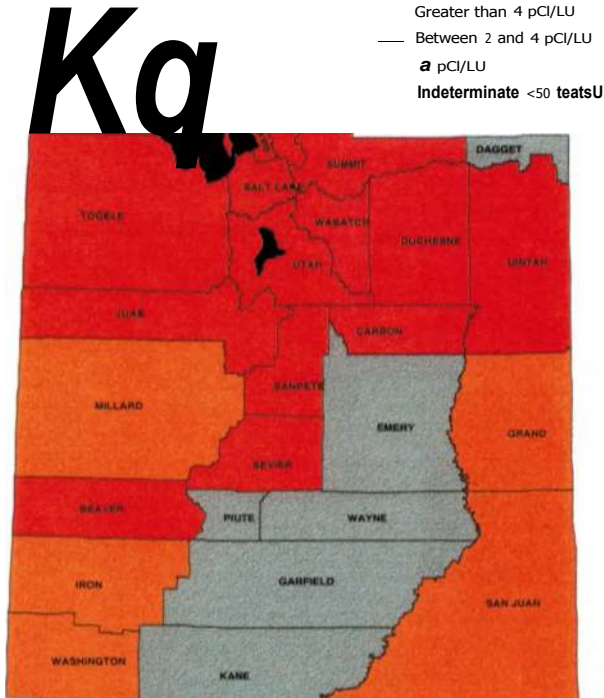 Kg
Greater than 4 pCl/LU
Between 2 and 4 pCl/LU
a pCl/LU
Indeterminate <50 teatsU
DAGGET
SUMMIT
SALT LAKE
TOOELE
WASATCH
DUCHESNE
UINTAH
UTAH
JUAB
CARBON
SANPETE
MILLARD
EMERY
GRAND
SEVIER
BEAVER
PIUTE
WAYNE
IRON
GARFIELD
SAN JUAN
WASHINGTON
KANE